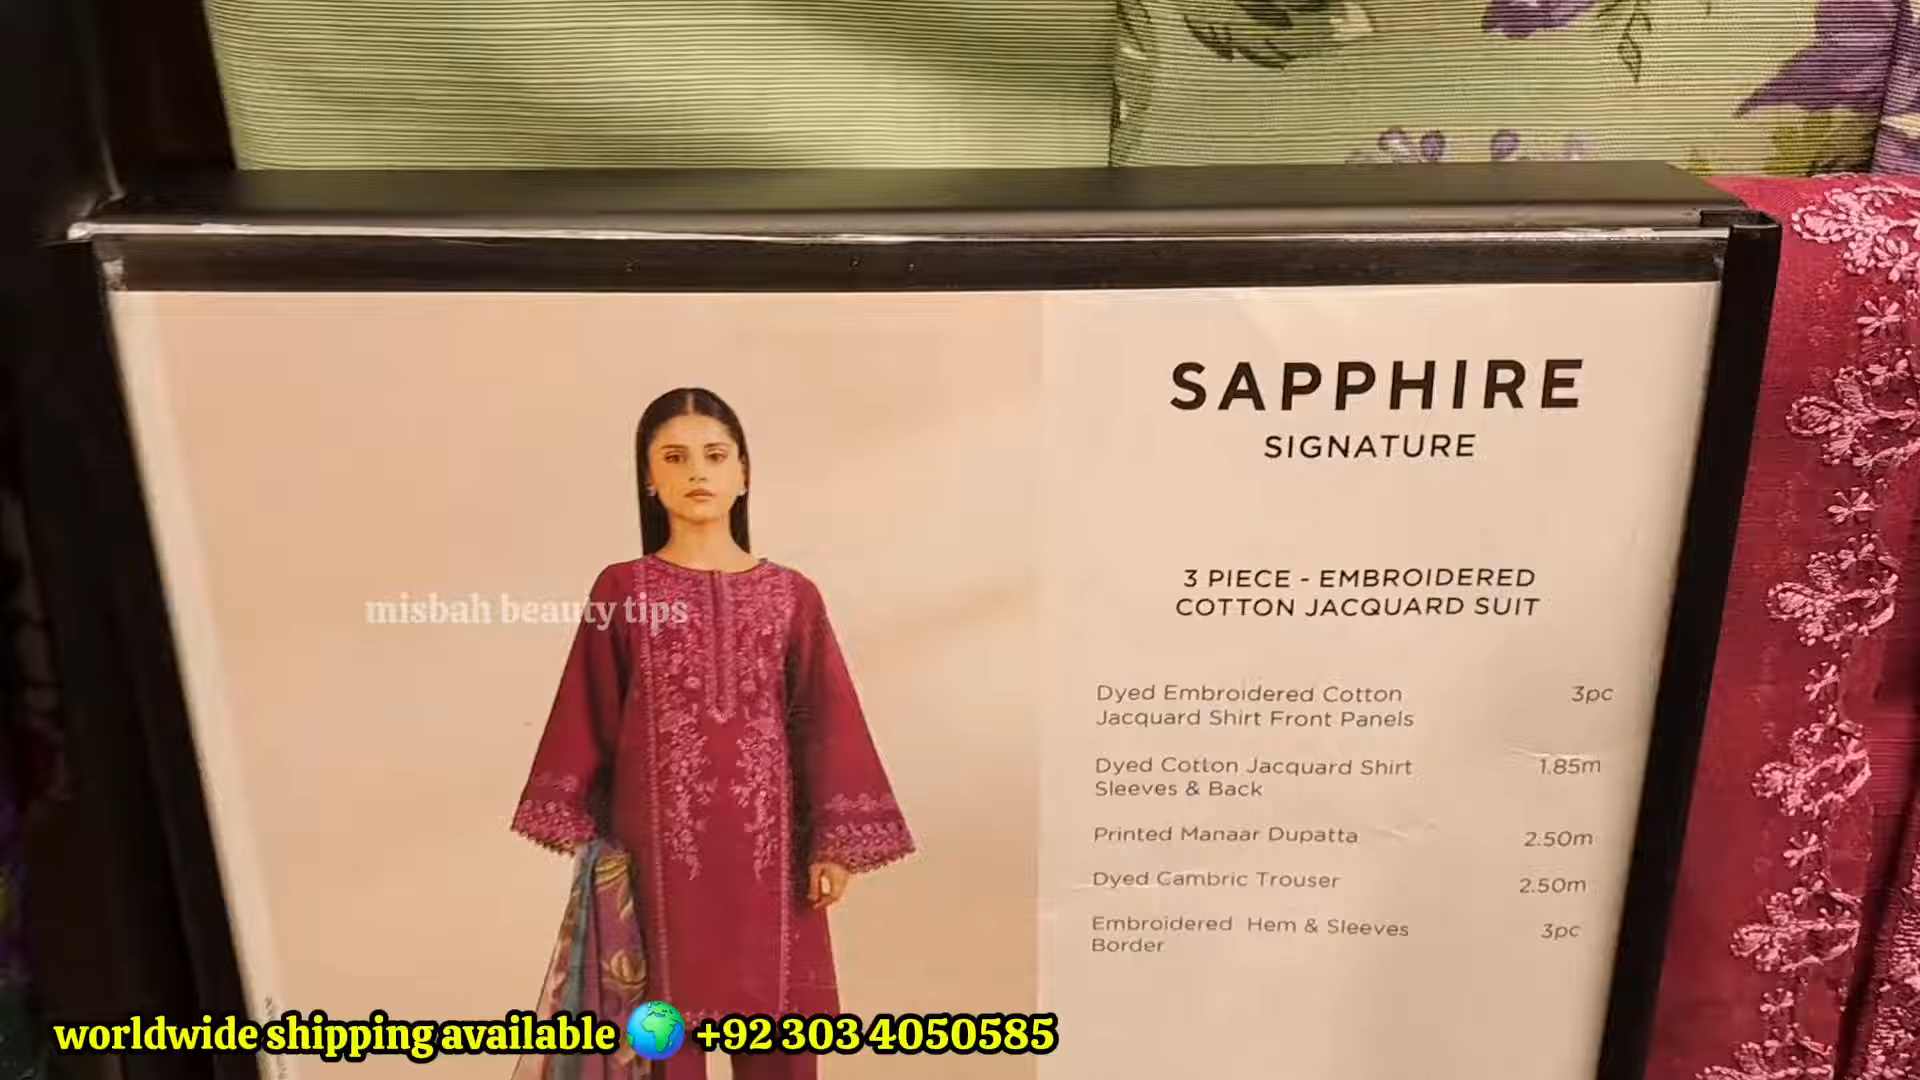 SAPPHIRE
SIGNATURE
3 PIECE - EMBROIDERED
COTTON JACQUARD SUIT
Dyed Embroidered Cotton 3pc
Jacquard Shirt Front Panels
Dyed Cotton Jacquard Shirt 1.85m
Sleeves & Back
Printed Manaar Dupatta 2.50m
Dyed Cambric Trouser 2.50m
Embroidered Hem & Sleeves 3pc
Border
misbah beauty tips
worldwide shipping available 🌍 +92 303 4050585